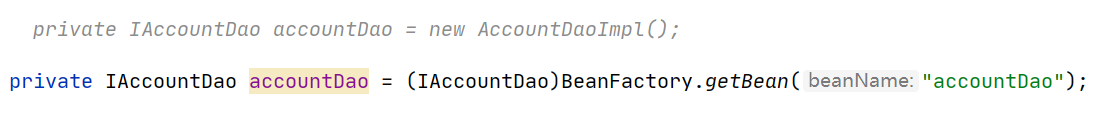 private IAccountDao accountDao = new AccountDaoImpl();
private IAccountDao accountDao = (IAccountDao)BeanFactory.getBean( beanName: "accountDao");